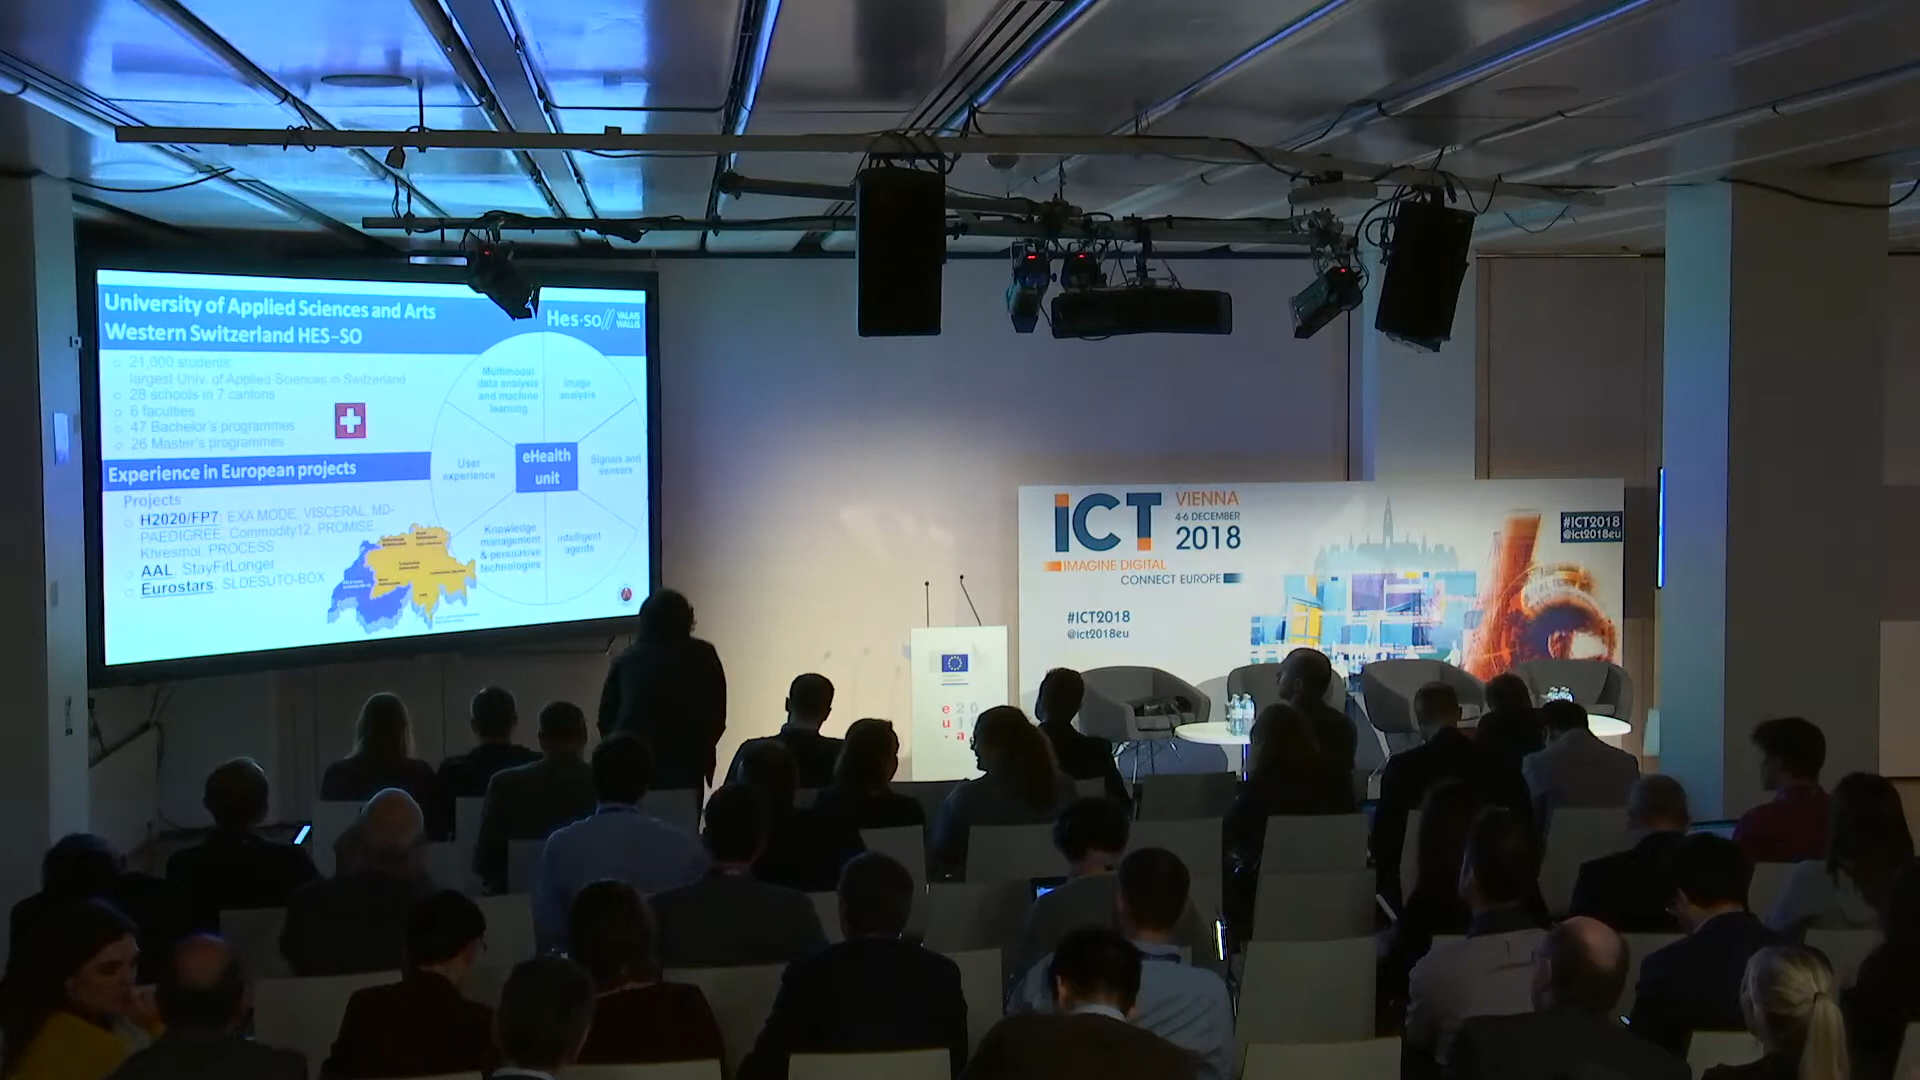 University of Applied Sciences and Arts
Western Switzerland HES-SO
Hes·so// VALAIS
WALLIS
21,000 students
largest Univ. of Applied Sciences in Switzerland
28 schools in 7 cantons
6 faculties
47 Bachelor's programmes
26 Master's programmes
Experience in European projects
Projects
H2020/FP7: EXA MODE, VISCERAL, MD-
PAEDIGREE, Commodity12, PROMISE,
Khresmoi, PROCESS
AAL: StayFitLonger
Eurostars: SLDESUTO-BOX
Multimodal
data analysis
and machine
learning
Image
analysis
User
experience
eHealth
unit
Signals and
sensors
Knowledge
management
& persuasive
technologies
intelligent
agents
iCT VIENNA
4-6 DECEMBER
2018
IMAGINE DIGITAL
CONNECT EUROPE
#ICT2018
@ict2018eu
#ICT2018
@ict2018eu
e 20
u 18
. a